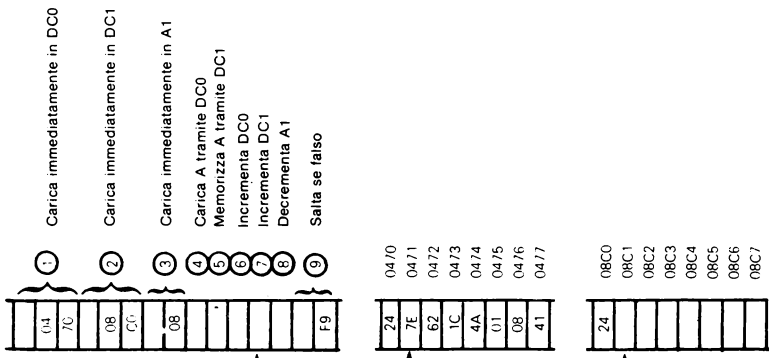 04
70
08
C0
08
F9
① Carica immediatamente in DC0
② Carica immediatamente in DC1
③ Carica immediatamente in A1
④ Carica A tramite DC0
⑤ Memorizza A tramite DC1
⑥ Incrementa DC0
⑦ Incrementa DC1
⑧ Decrementa A1
⑨ Salta se falso
24 0470
7E 0471
62 0472
1C 0473
4A 0474
01 0475
08 0476
41 0477
24 08C0
08C1
08C2
08C3
08C4
08C5
08C6
08C7